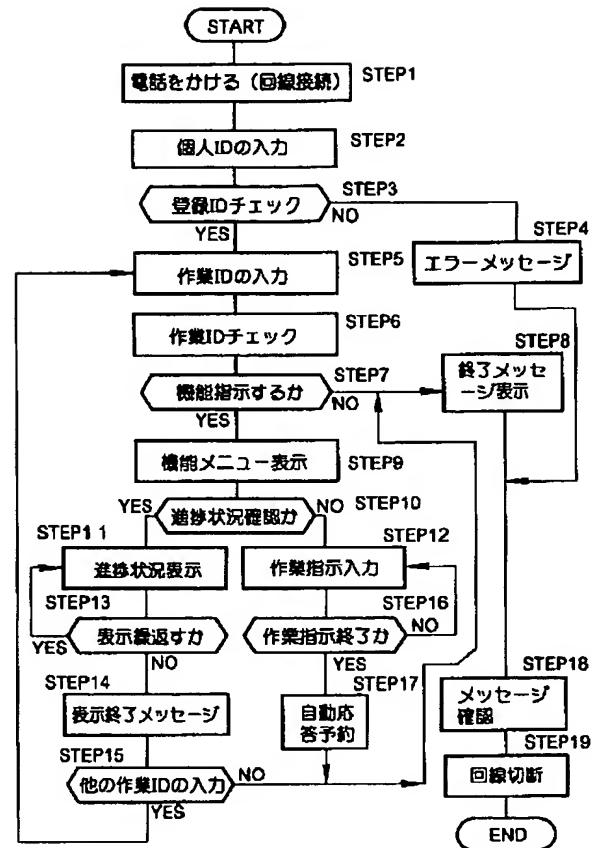 START
電話をかける（回線接続）
STEP1
個人IDの入力
STEP2
登録IDチェック
STEP3
NO
YES
STEP4
エラーメッセージ
作業IDの入力
STEP5
作業IDチェック
STEP6
機能指示するか
STEP7
NO
YES
STEP8
終了メッセ
ージ表示
機能メニュー表示
STEP9
YES
進捗状況確認か
NO
STEP10
STEP11
進捗状況表示
STEP12
作業指示入力
STEP13
表示繰返すか
YES
NO
STEP16
作業指示終了か
NO
YES
STEP14
表示終了メッセージ
STEP17
自動応
答予約
STEP15
他の作業IDの入力
NO
YES
STEP18
メッセージ
確認
STEP19
回線切断
END